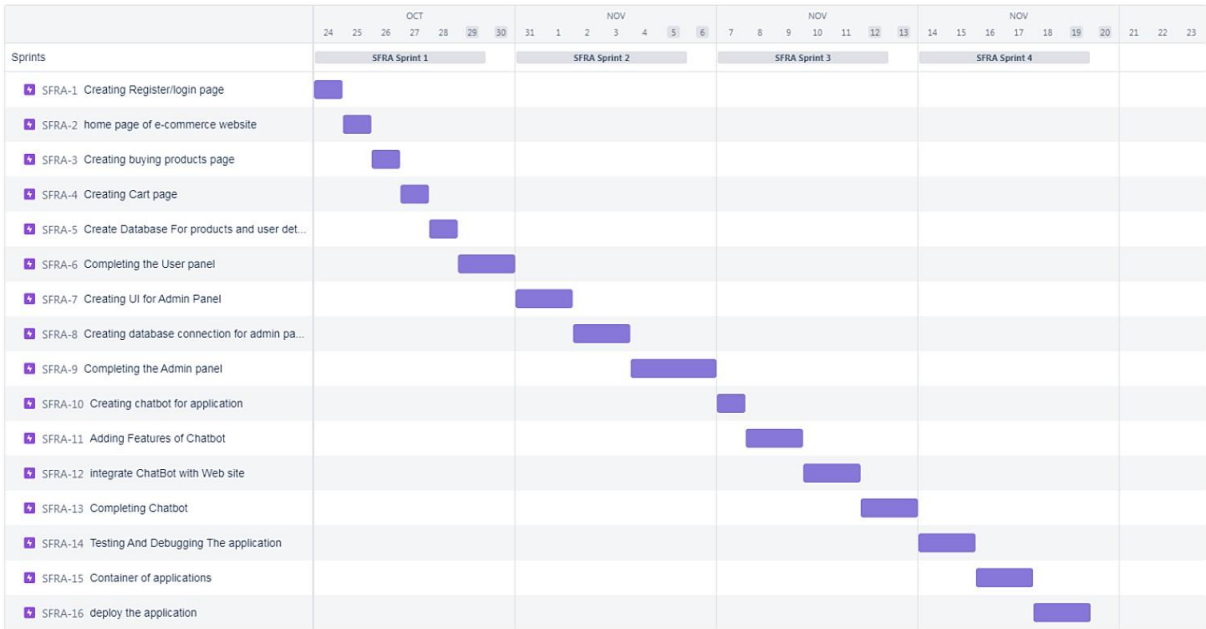 OCT NOV NOV NOV
24 25 26 27 28 29 30 31 1 2 3 4 5 6 7 8 9 10 11 12 13 14 15 16 17 18 19 20 21 22 23
Sprints SFRA Sprint 1 SFRA Sprint 2 SFRA Sprint 3 SFRA Sprint 4
SFRA-1 Creating Register/login page
SFRA-2 home page of e-commerce website
SFRA-3 Creating buying products page
SFRA-4 Creating Cart page
SFRA-5 Create Database For products and user det...
SFRA-6 Completing the User panel
SFRA-7 Creating UI for Admin Panel
SFRA-8 Creating database connection for admin pa...
SFRA-9 Completing the Admin panel
SFRA-10 Creating chatbot for application
SFRA-11 Adding Features of Chatbot
SFRA-12 integrate ChatBot with Web site
SFRA-13 Completing Chatbot
SFRA-14 Testing And Debugging The application
SFRA-15 Container of applications
SFRA-16 deploy the application